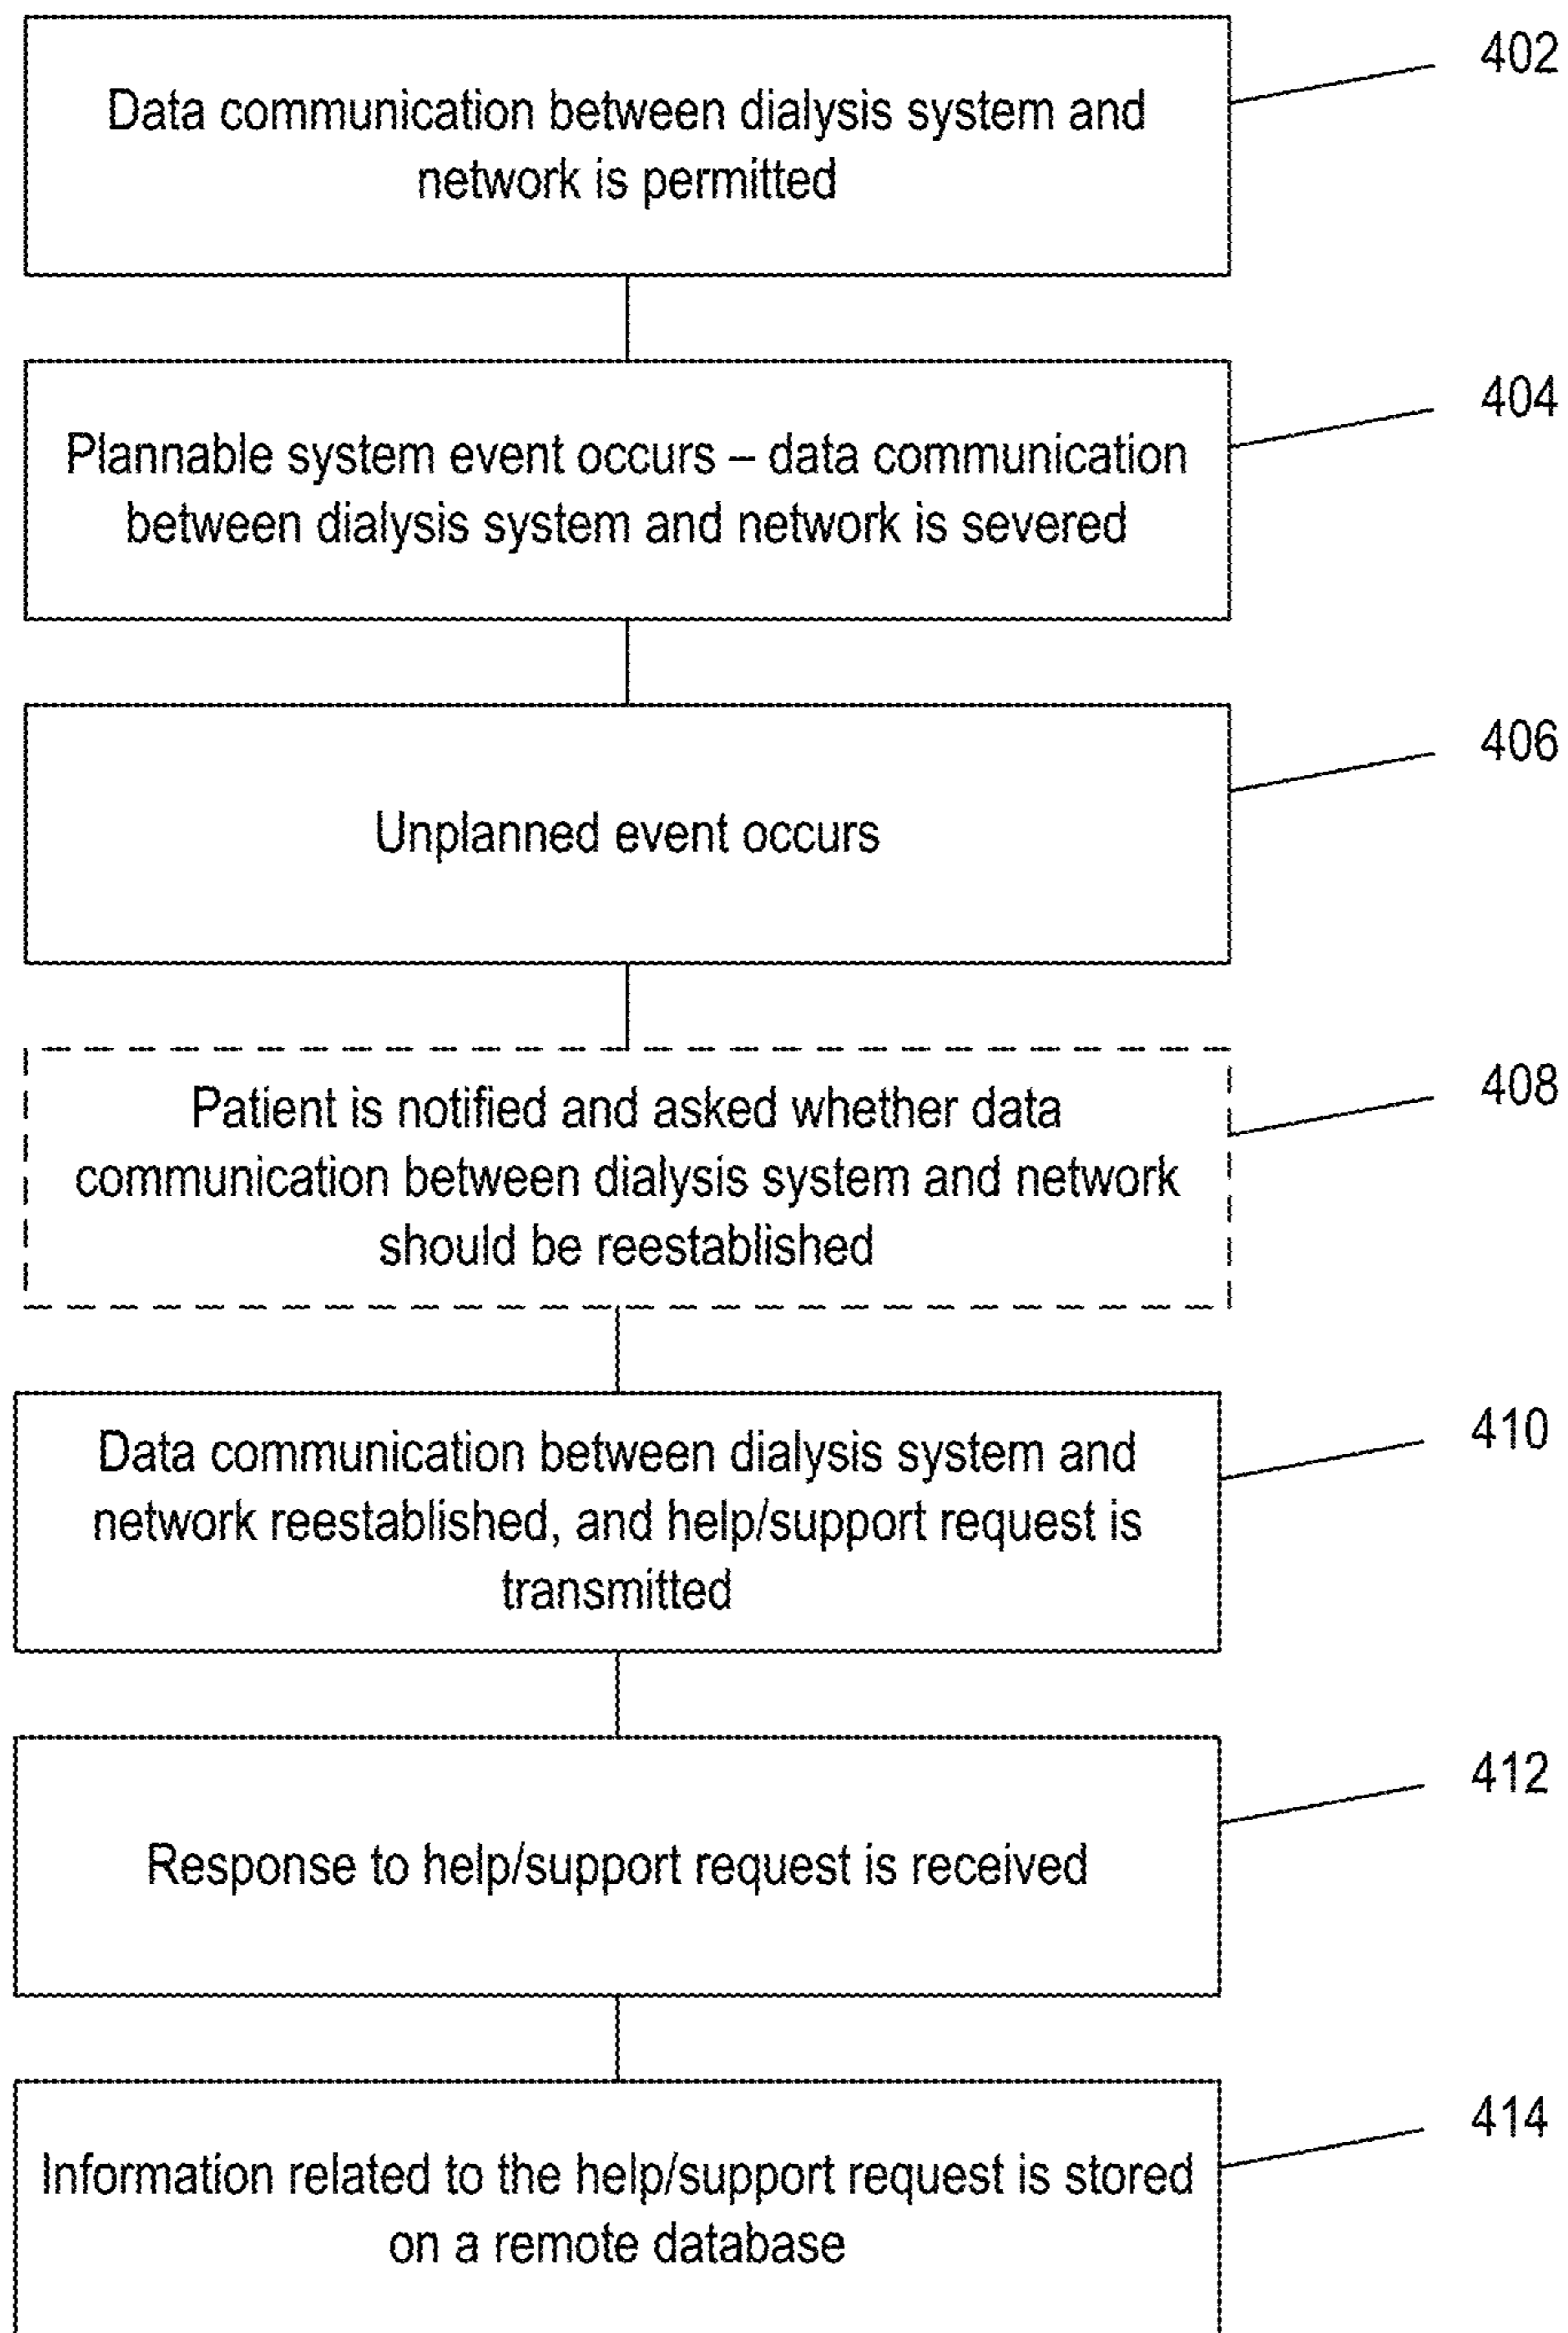 402
Data communication between dialysis system and
network is permitted
404
Plannable system event occurs – data communication
between dialysis system and network is severed
406
Unplanned event occurs
408
Patient is notified and asked whether data
communication between dialysis system and network
should be reestablished
410
Data communication between dialysis system and
network reestablished, and help/support request is
transmitted
412
Response to help/support request is received
414
Information related to the help/support request is stored
on a remote database